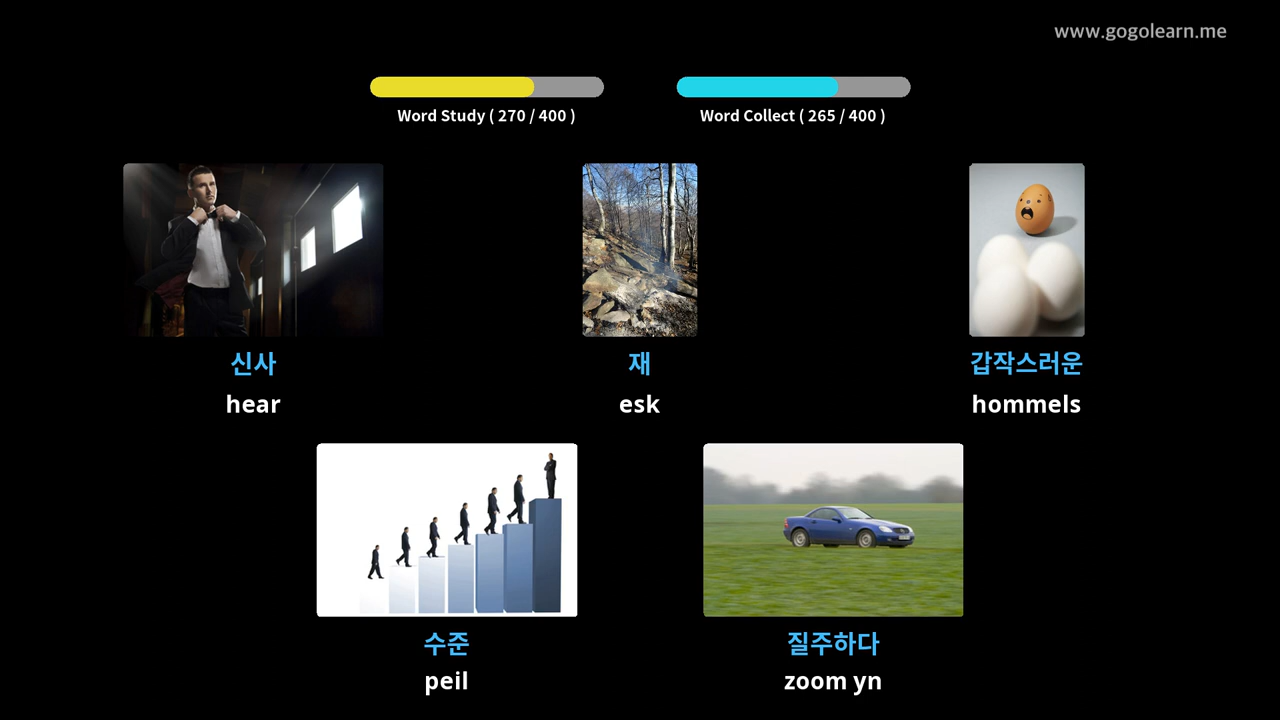 www.gogolearn.me
Word Study ( 270 / 400 )
Word Collect ( 265 / 400 )
신사
hear
재
esk
갑작스러운
hommels
수준
peil
질주하다
zoom yn